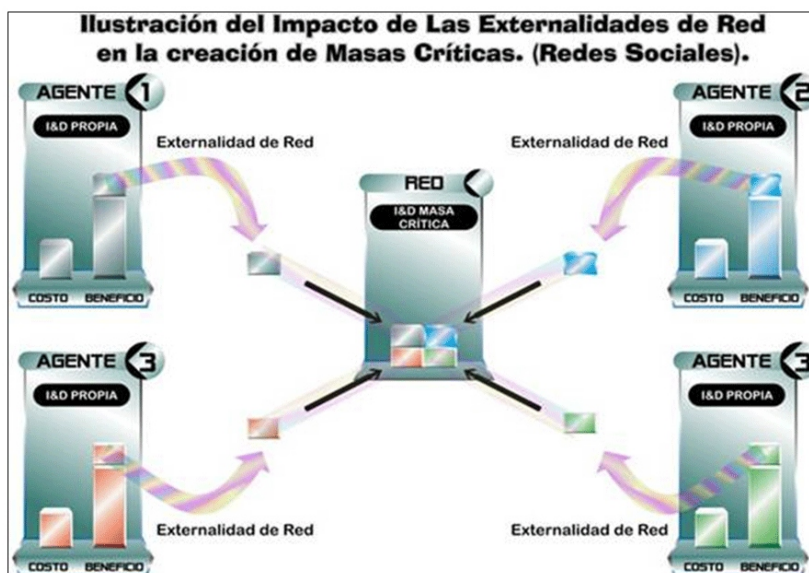 Ilustración del Impacto de Las Externalidades de Red
en la creación de Masas Críticas. (Redes Sociales).
AGENTE 1
I&D PROPIA
Externalidad de Red
COSTO BENEFICIO
AGENTE 2
I&D PROPIA
Externalidad de Red
COSTO BENEFICIO
RED
I&D MASA
CRÍTICA
AGENTE 3
I&D PROPIA
Externalidad de Red
COSTO BENEFICIO
AGENTE 3
I&D PROPIA
Externalidad de Red
COSTO BENEFICIO